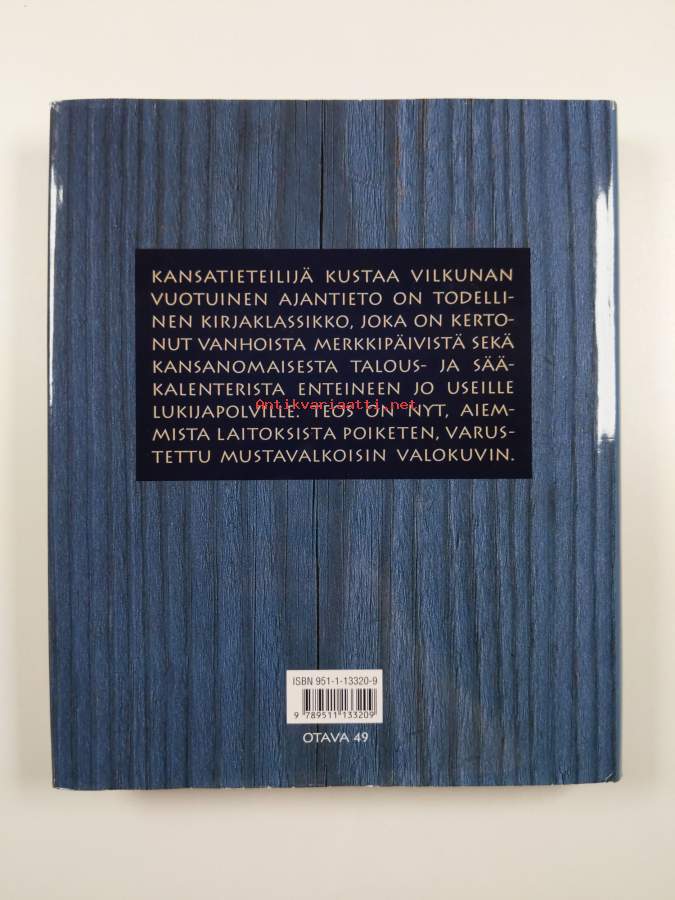 KANSATIETEILIJÄ KUSTAA VILKUNAN
VUOTUINEN AJANTIETO ON TODELLI-
NEN KIRJAKLASSIKKO, JOKA ON KERTO-
NUT VANHOISTA MERKKIPÄIVISTÄ SEKÄ
KANSANOMAISESTA TALOUS- JA SÄÄ-
KALENTERISTA ENTEINEEN JO USEILLE
Antikvariaatti.net
LUKIJAPOLVILLE. TEOS ON NYT, AIEM-
MISTA LAITOKSISTA POIKETEN, VARUS-
TETTU MUSTAVALKOISIN VALOKUVIN.
ISBN 951-1-13320-9
9 789511 133209
OTAVA 49